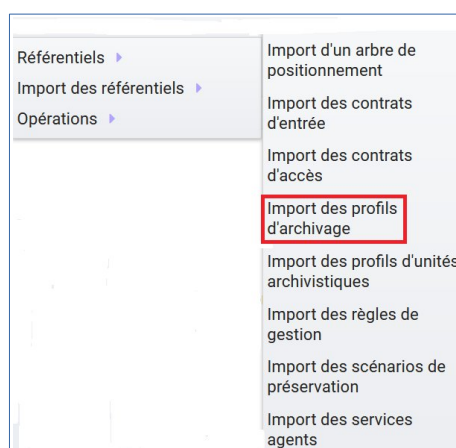 Référentiels
Import des référentiels
Opérations
Import d'un arbre de
positionnement
Import des contrats
d'entrée
Import des contrats
d'accès
Import des profils
d'archivage
Import des profils d'unités
archivistiques
Import des règles de
gestion
Import des scénarios de
préservation
Import des services
agents